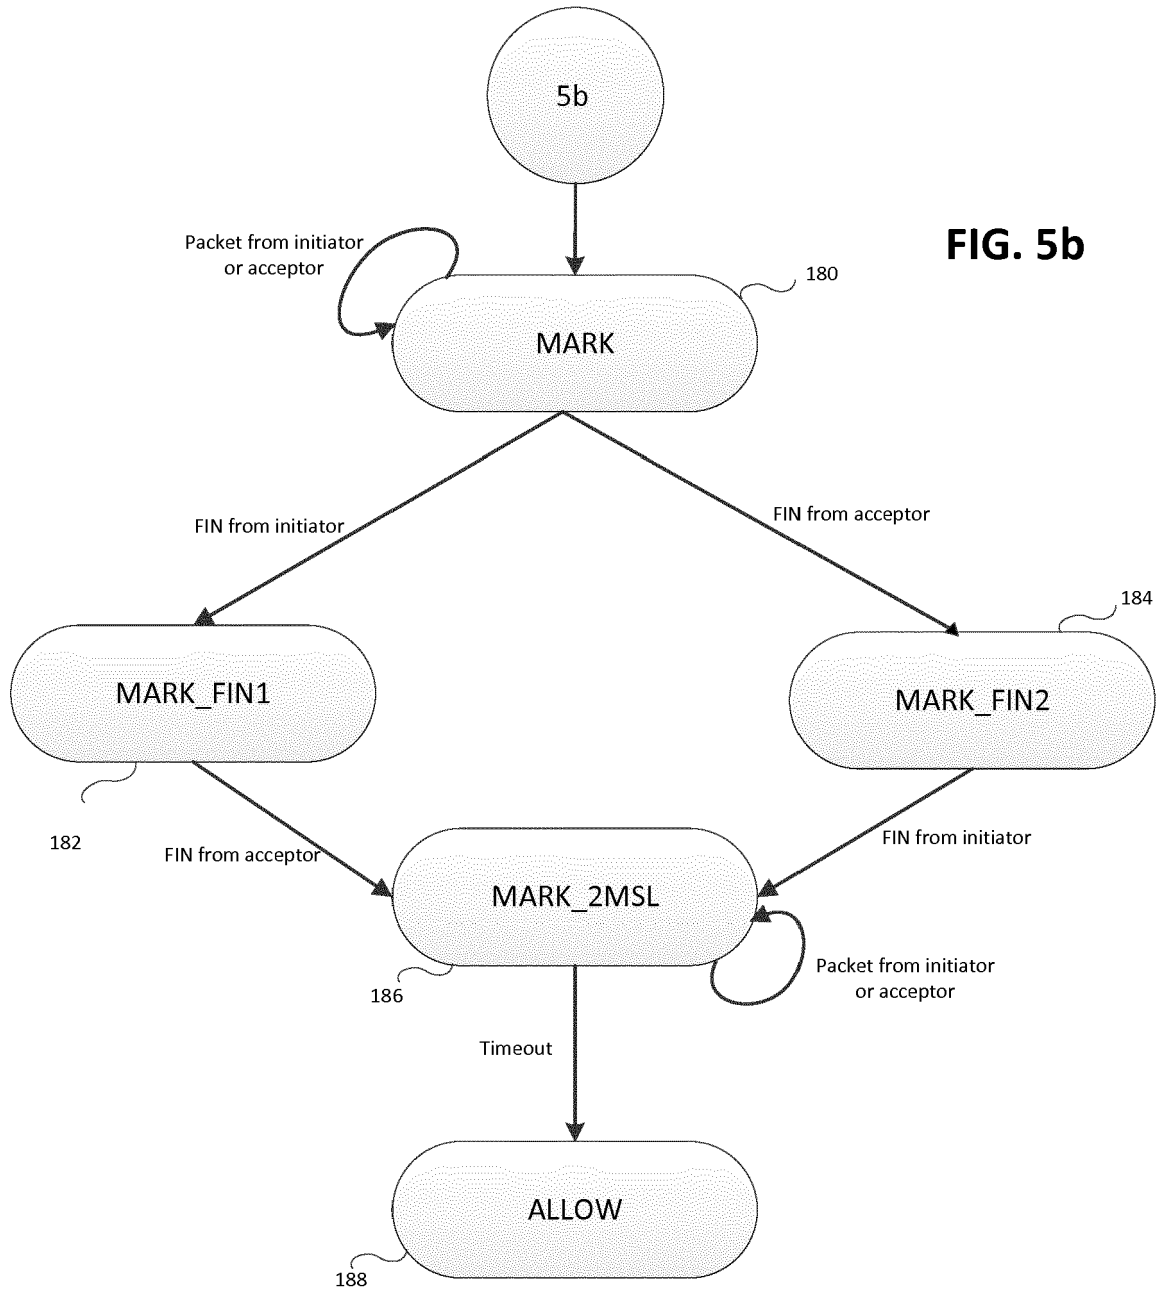 5b
FIG. 5b
Packet from initiator
or acceptor
180
MARK
FIN from initiator
FIN from acceptor
184
MARK_FIN1
MARK_FIN2
182
FIN from acceptor
FIN from initiator
MARK_2MSL
186
Packet from initiator
or acceptor
Timeout
ALLOW
188